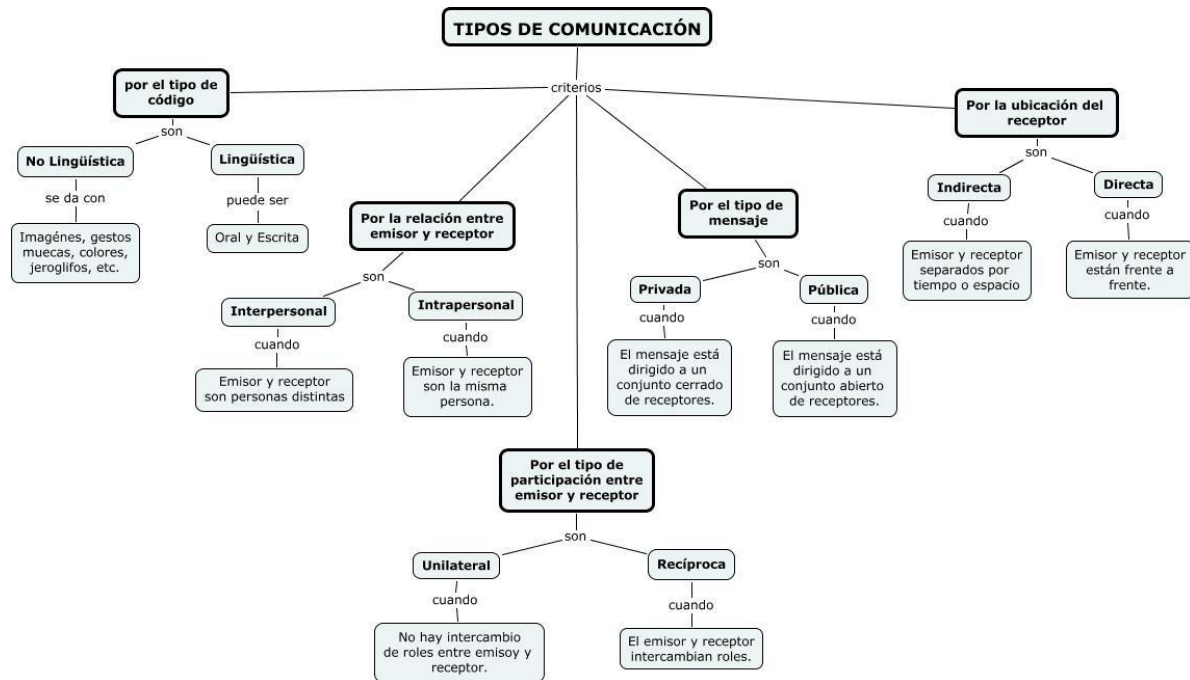 TIPOS DE COMUNICACIÓN
criterios
por el tipo de
código
son
No Lingüística
se da con
Imagénes, gestos
muecas, colores,
jeroglifos, etc.
Lingüística
puede ser
Oral y Escrita
Por la relación entre
emisor y receptor
son
Interpersonal
cuando
Emisor y receptor
son personas distintas
Intrapersonal
cuando
Emisor y receptor
son la misma
persona.
Por el tipo de
participación entre
emisor y receptor
son
Unilateral
cuando
No hay intercambio
de roles entre emisoy y
receptor.
Recíproca
cuando
El emisor y receptor
intercambian roles.
Por el tipo de
mensaje
son
Privada
cuando
El mensaje está
dirigido a un
conjunto cerrado
de receptores.
Pública
cuando
El mensaje está
dirigido a un
conjunto abierto
de receptores.
Por la ubicación del
receptor
son
Indirecta
cuando
Emisor y receptor
separados por
tiempo o espacio
Directa
cuando
Emisor y receptor
están frente a
frente.